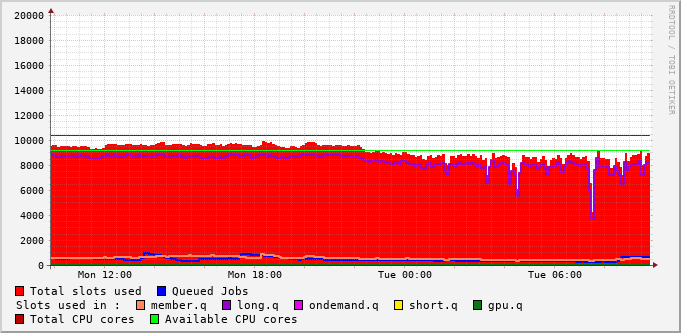 RRDTOOL / TOBI OETIKER
20000
18000
16000
14000
12000
10000
8000
6000
4000
2000
0
Mon 12:00 Mon 18:00 Tue 00:00 Tue 06:00
Total slots used Queued Jobs
Slots used in : member.q long.q ondemand.q short.q gpu.q
Total CPU cores Available CPU cores